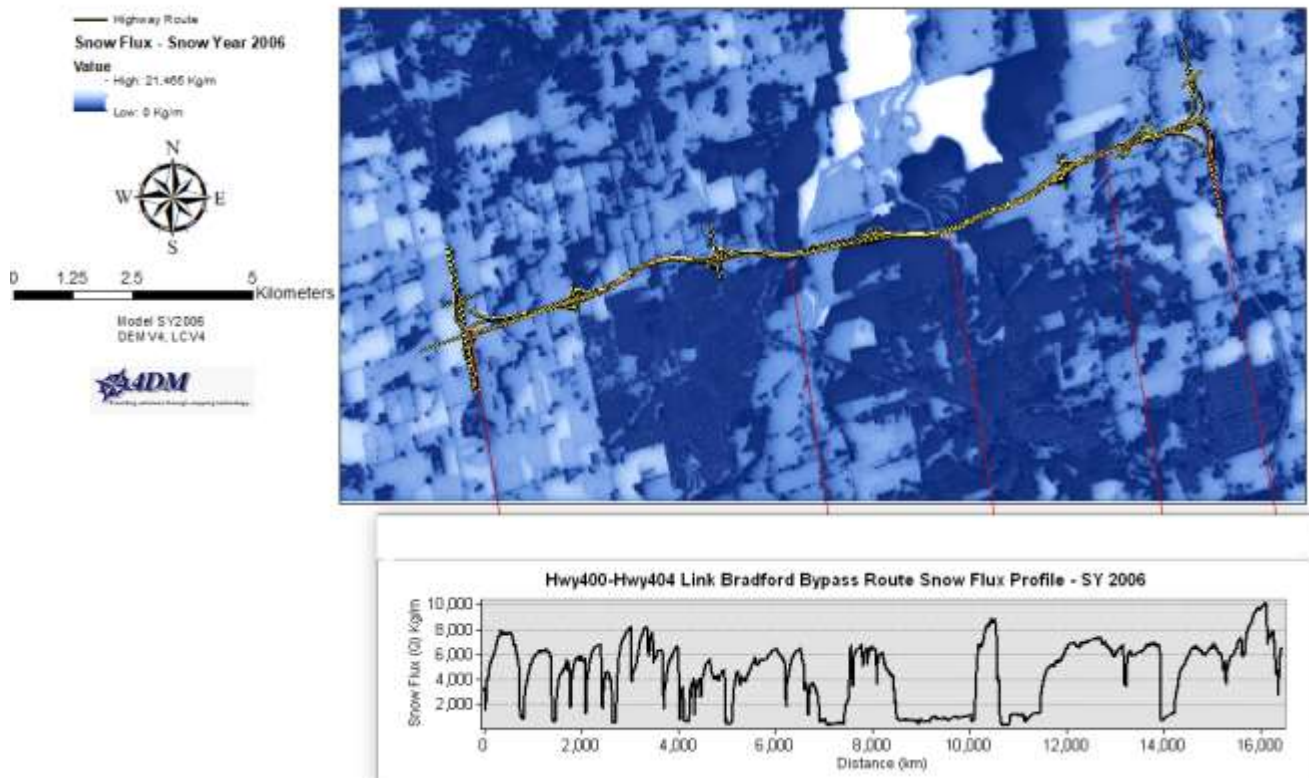 Highway Route
Snow Flux - Snow Year 2006
Value
High: 21,465 Kg/m
Low: 0 Kg/m
N
W E
S
0 1.25 2.5 5
Kilometers
Model SY2006
DEM V4, LCV4
4DM
Hwy400-Hwy404 Link Bradford Bypass Route Snow Flux Profile - SY 2006
Snow Flux (Q) Kg/m
10,000
8,000
6,000
4,000
2,000
0 2,000 4,000 6,000 8,000 10,000 12,000 14,000 16,000
Distance (km)